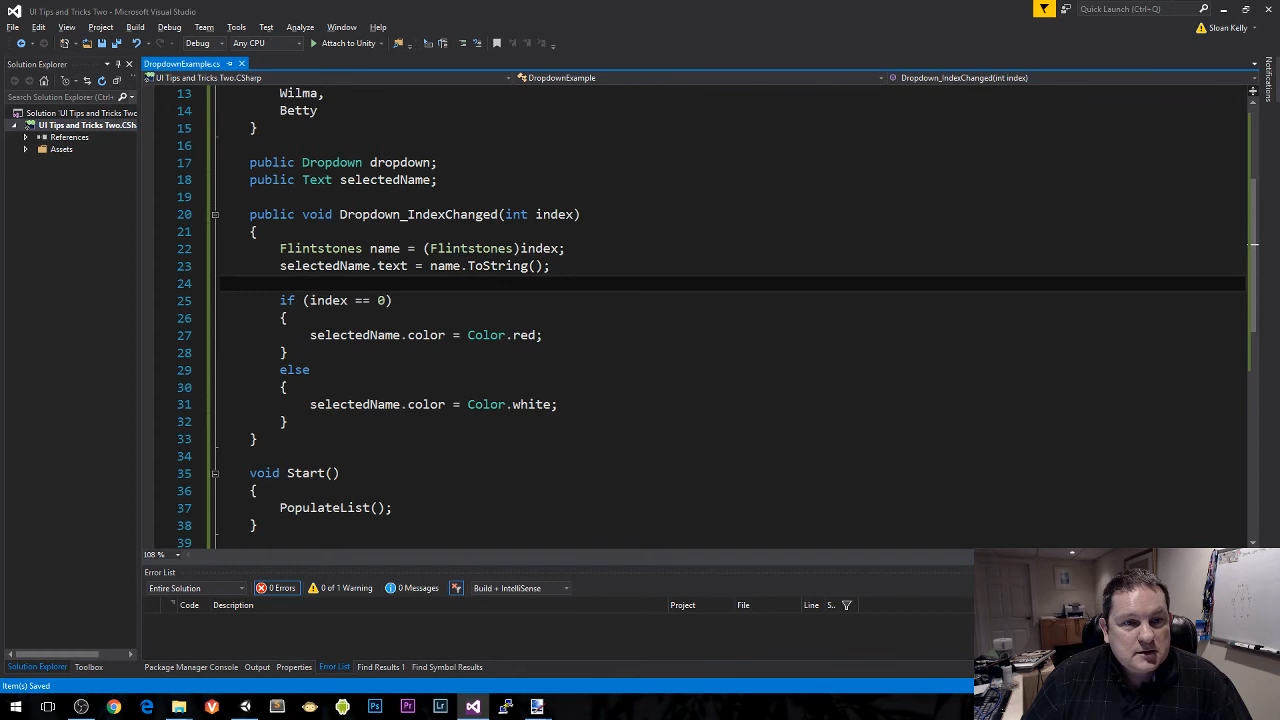 UI Tips and Tricks Two - Microsoft Visual Studio
Quick Launch (Ctrl+Q)
File Edit View Project Build Debug Team Tools Test Analyze Window Help
Sloan Kelly
Debug Any CPU Attach to Unity
Solution Explorer
DropdownExample.cs
Notifications
UI Tips and Tricks Two.CSharp
DropdownExample
Dropdown_IndexChanged(int index)
Search Solution Explorer (Ctrl+
Solution 'UI Tips and Tricks Two'
UI Tips and Tricks Two.CSha
References
Assets
13 Wilma,
14 Betty
15 }
16
17 public Dropdown dropdown;
18 public Text selectedName;
19
20 public void Dropdown_IndexChanged(int index)
21 {
22 Flintstones name = (Flintstones)index;
23 selectedName.text = name.ToString();
24
25 if (index == 0)
26 {
27 selectedName.color = Color.red;
28 }
29 else
30 {
31 selectedName.color = Color.white;
32 }
33 }
34
35 void Start()
36 {
37 PopulateList();
38 }
39
108 %
Error List
Entire Solution 0 Errors 0 of 1 Warning 0 Messages Build + IntelliSense
Code Description Project File Line S..
Solution Explorer Toolbox
Package Manager Console Output Properties Error List Find Results 1 Find Symbol Results
Item(s) Saved